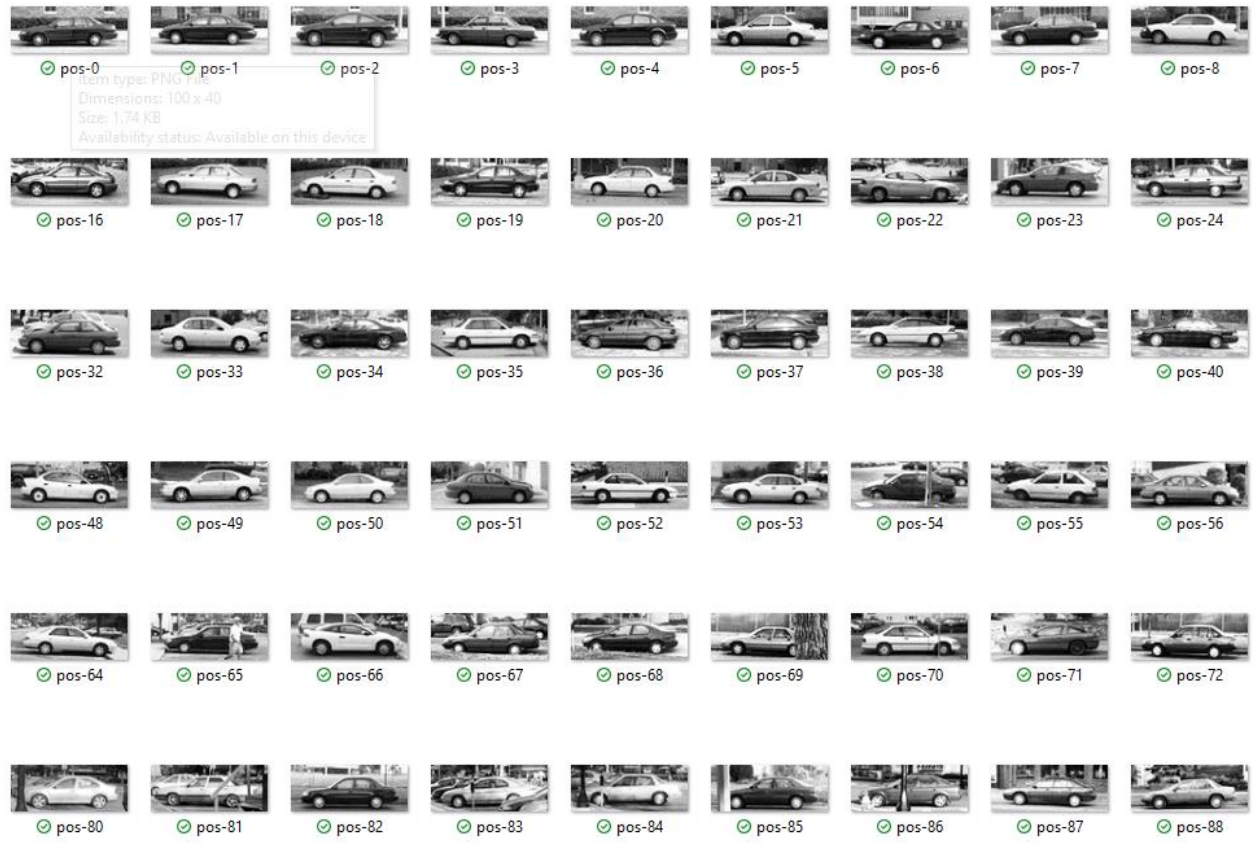 pos-0 pos-1 pos-2 pos-3 pos-4 pos-5 pos-6 pos-7 pos-8
Item type: PNG File
Dimensions: 100 x 40
Size: 1.74 KB
Availability status: Available on this device
pos-16 pos-17 pos-18 pos-19 pos-20 pos-21 pos-22 pos-23 pos-24
pos-32 pos-33 pos-34 pos-35 pos-36 pos-37 pos-38 pos-39 pos-40
pos-48 pos-49 pos-50 pos-51 pos-52 pos-53 pos-54 pos-55 pos-56
pos-64 pos-65 pos-66 pos-67 pos-68 pos-69 pos-70 pos-71 pos-72
pos-80 pos-81 pos-82 pos-83 pos-84 pos-85 pos-86 pos-87 pos-88